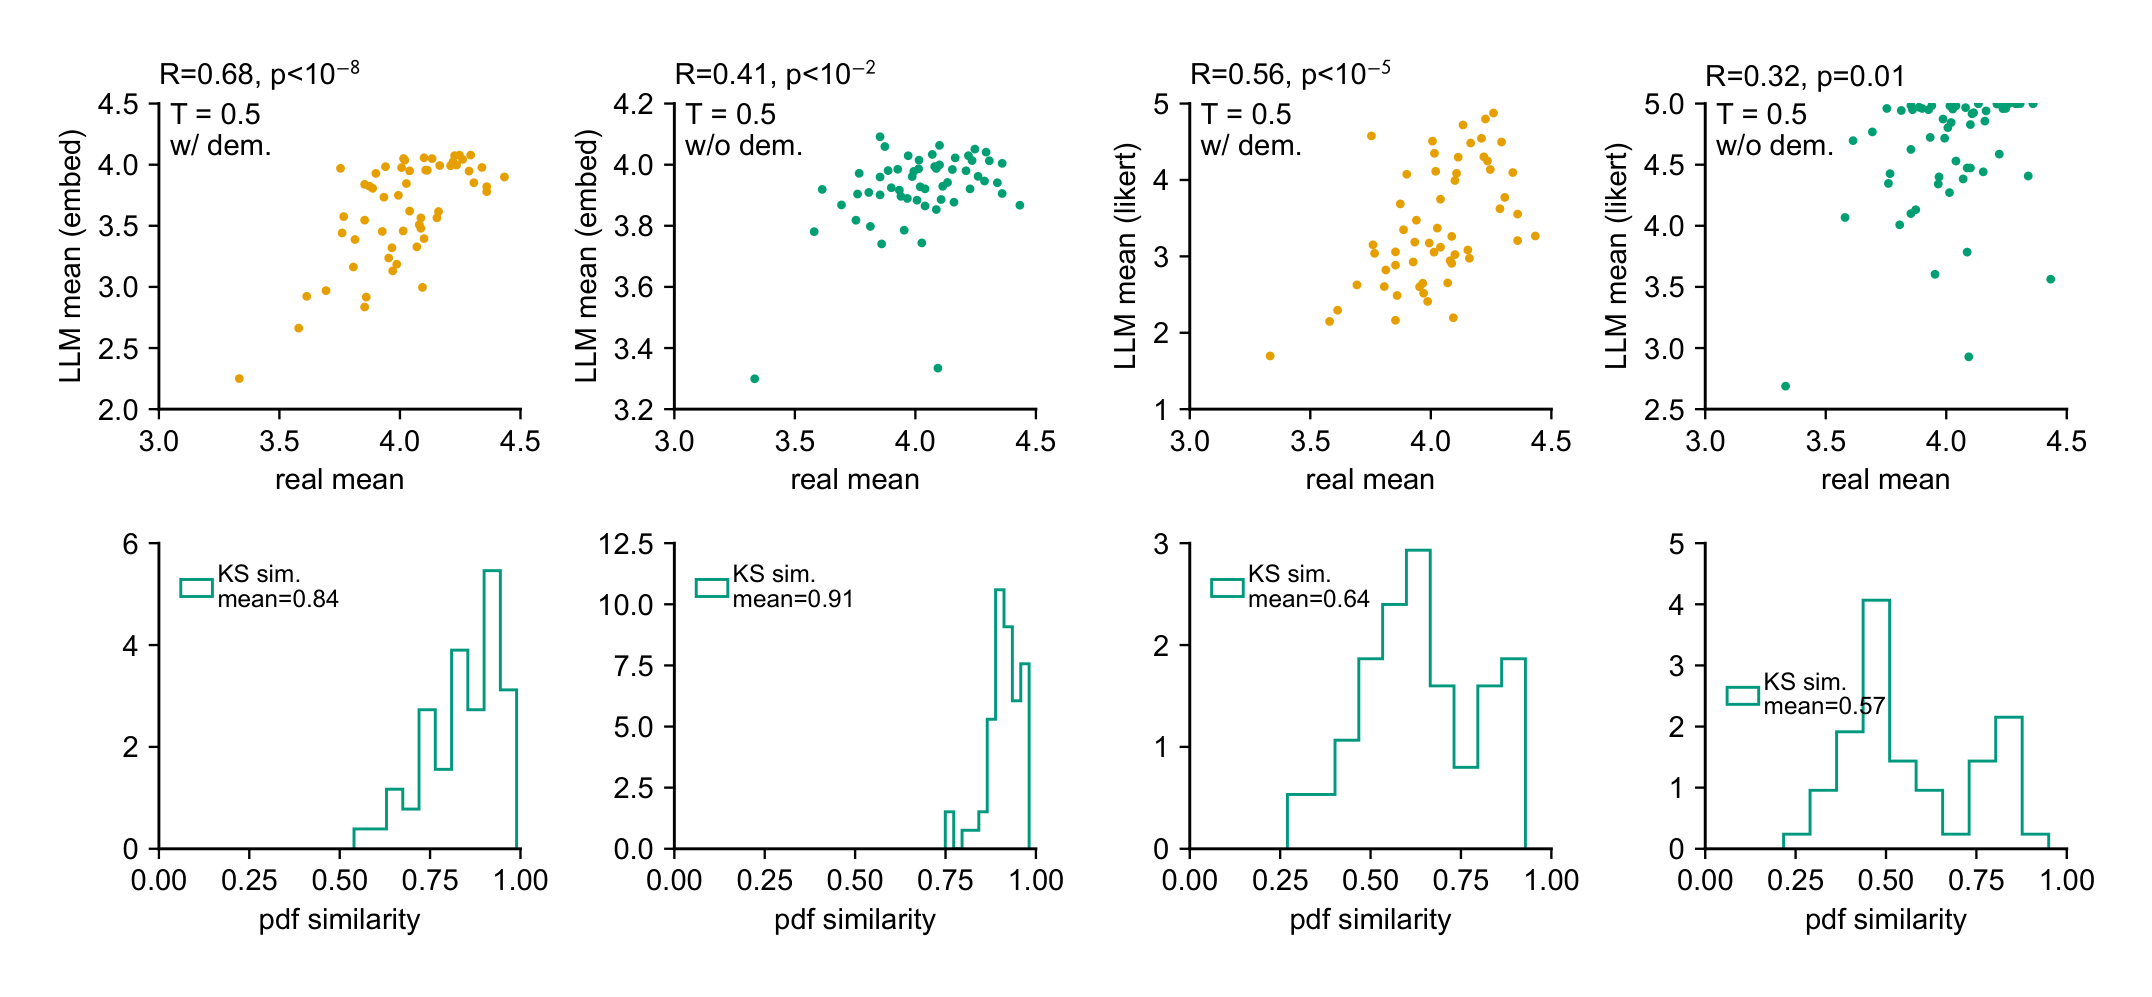 R=0.68, p<10⁻⁸
T = 0.5
w/ dem.
4.5
4.0
3.5
3.0
2.5
2.0
LLM mean (embed)
3.0 3.5 4.0 4.5
real mean
R=0.41, p<10⁻²
T = 0.5
w/o dem.
4.2
4.0
3.8
3.6
3.4
3.2
LLM mean (embed)
3.0 3.5 4.0 4.5
real mean
R=0.56, p<10⁻⁵
T = 0.5
w/ dem.
5
4
3
2
1
LLM mean (likert)
3.0 3.5 4.0 4.5
real mean
R=0.32, p=0.01
T = 0.5
w/o dem.
5.0
4.5
4.0
3.5
3.0
2.5
LLM mean (likert)
3.0 3.5 4.0 4.5
real mean
6
4
2
0
KS sim.
mean=0.84
0.00 0.25 0.50 0.75 1.00
pdf similarity
12.5
10.0
7.5
5.0
2.5
0.0
KS sim.
mean=0.91
0.00 0.25 0.50 0.75 1.00
pdf similarity
3
2
1
0
KS sim.
mean=0.64
0.00 0.25 0.50 0.75 1.00
pdf similarity
5
4
3
2
1
0
KS sim.
mean=0.57
0.00 0.25 0.50 0.75 1.00
pdf similarity